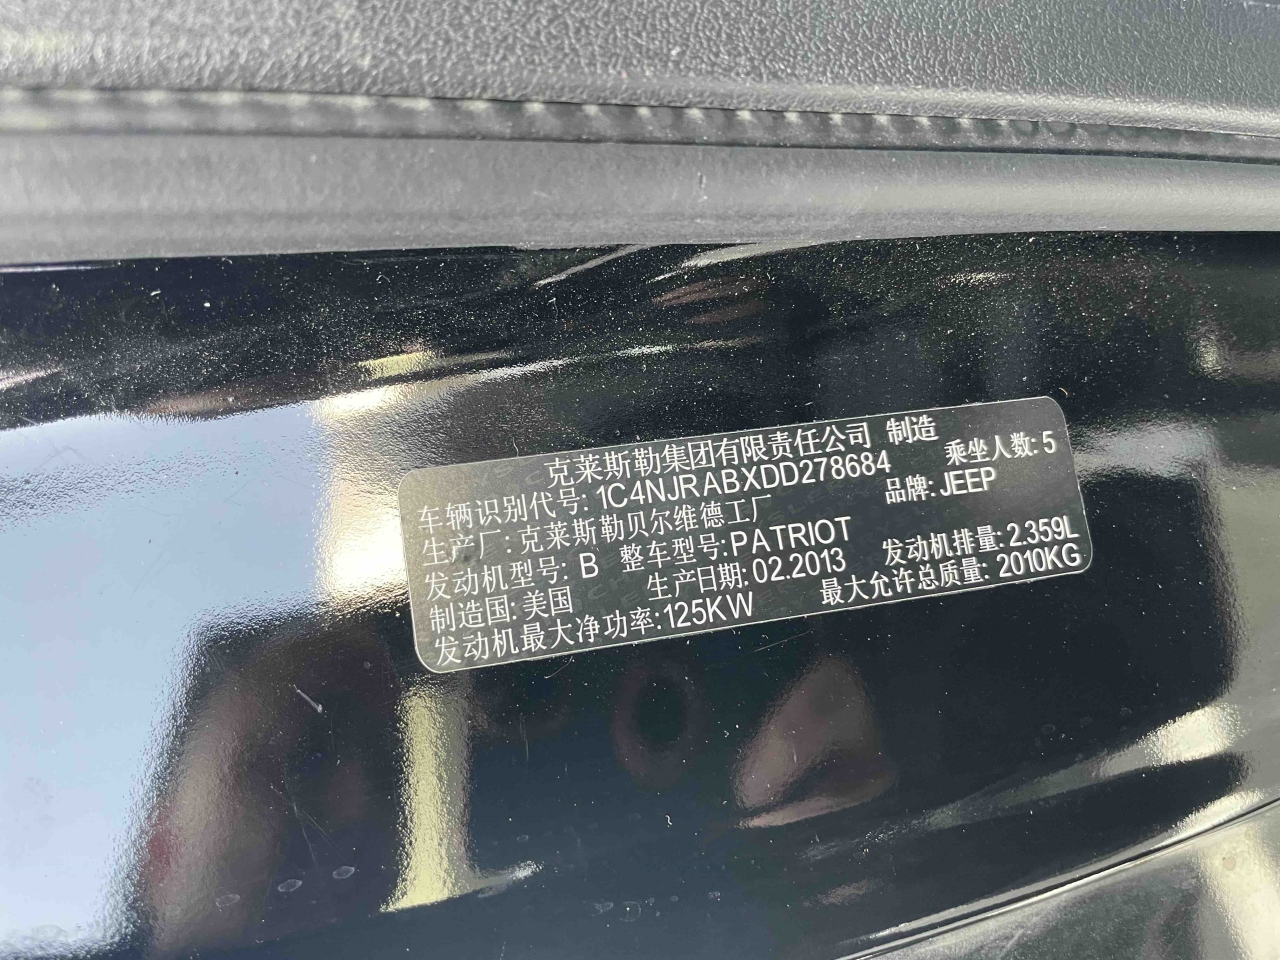 克莱斯勒集团有限责任公司 制造
车辆识别代号: 1C4NJRABXDD278684 乘坐人数: 5
生产厂: 克莱斯勒贝尔维德工厂 品牌: JEEP
发动机型号: B 整车型号: PATRIOT 发动机排量: 2.359L
制造国: 美国 生产日期: 02.2013 最大允许总质量: 2010KG
发动机最大净功率: 125KW